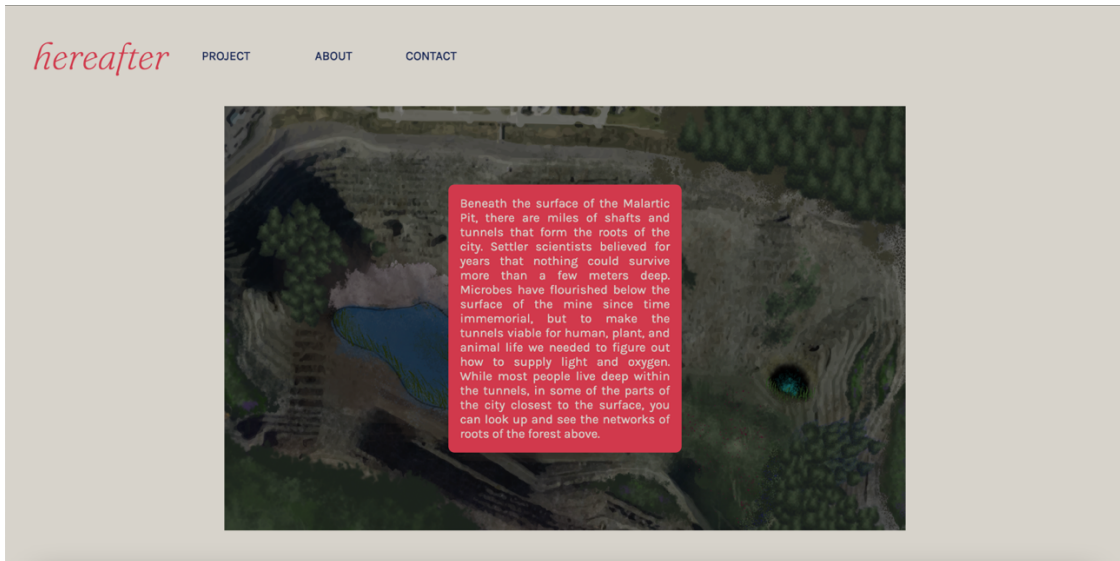 hereafter
PROJECT
ABOUT
CONTACT
Beneath the surface of the Malartic
Pit, there are miles of shafts and
tunnels that form the roots of the
city. Settler scientists believed for
years that nothing could survive
more than a few meters deep.
Microbes have flourished below the
surface of the mine since time
immemorial, but to make the
tunnels viable for human, plant, and
animal life we needed to figure out
how to supply light and oxygen.
While most people live deep within
the tunnels, in some of the parts of
the city closest to the surface, you
can look up and see the networks of
roots of the forest above.